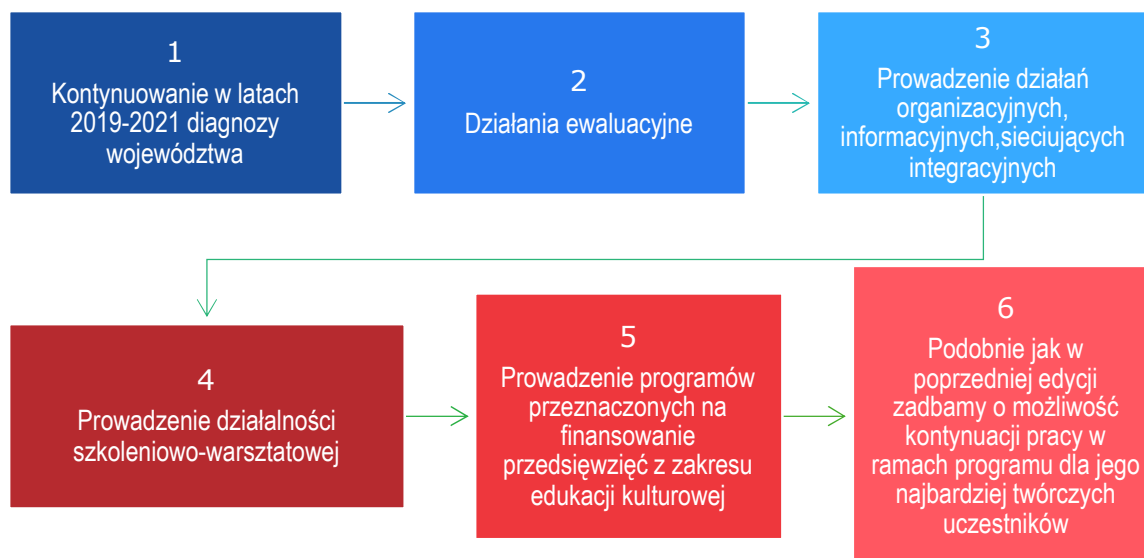 1
Kontynuowanie w latach
2019-2021 diagnozy
województwa
2
Działania ewaluacyjne
3
Prowadzenie działań
organizacyjnych,
informacyjnych,sieciujących
integracyjnych
4
Prowadzenie działalności
szkoleniowo-warsztatowej
5
Prowadzenie programów
przeznaczonych na
finansowanie
przedsięwzięć z zakresu
edukacji kulturowej
6
Podobnie jak w
poprzedniej edycji
zadbamy o możliwość
kontynuacji pracy w
ramach programu dla jego
najbardziej twórczych
uczestników